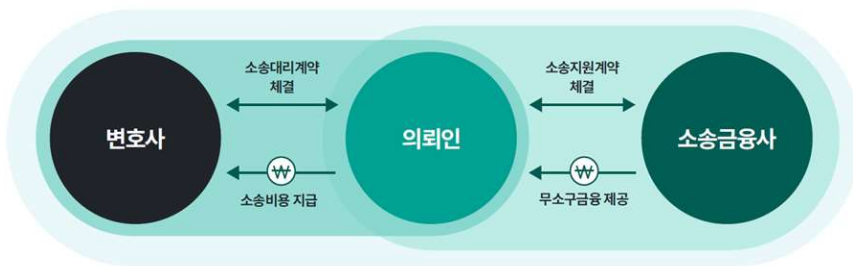 소송대리계약
체결
소송지원계약
체결
변호사
의뢰인
소송금융사
₩
소송비용 지급
₩
무소구금융 제공